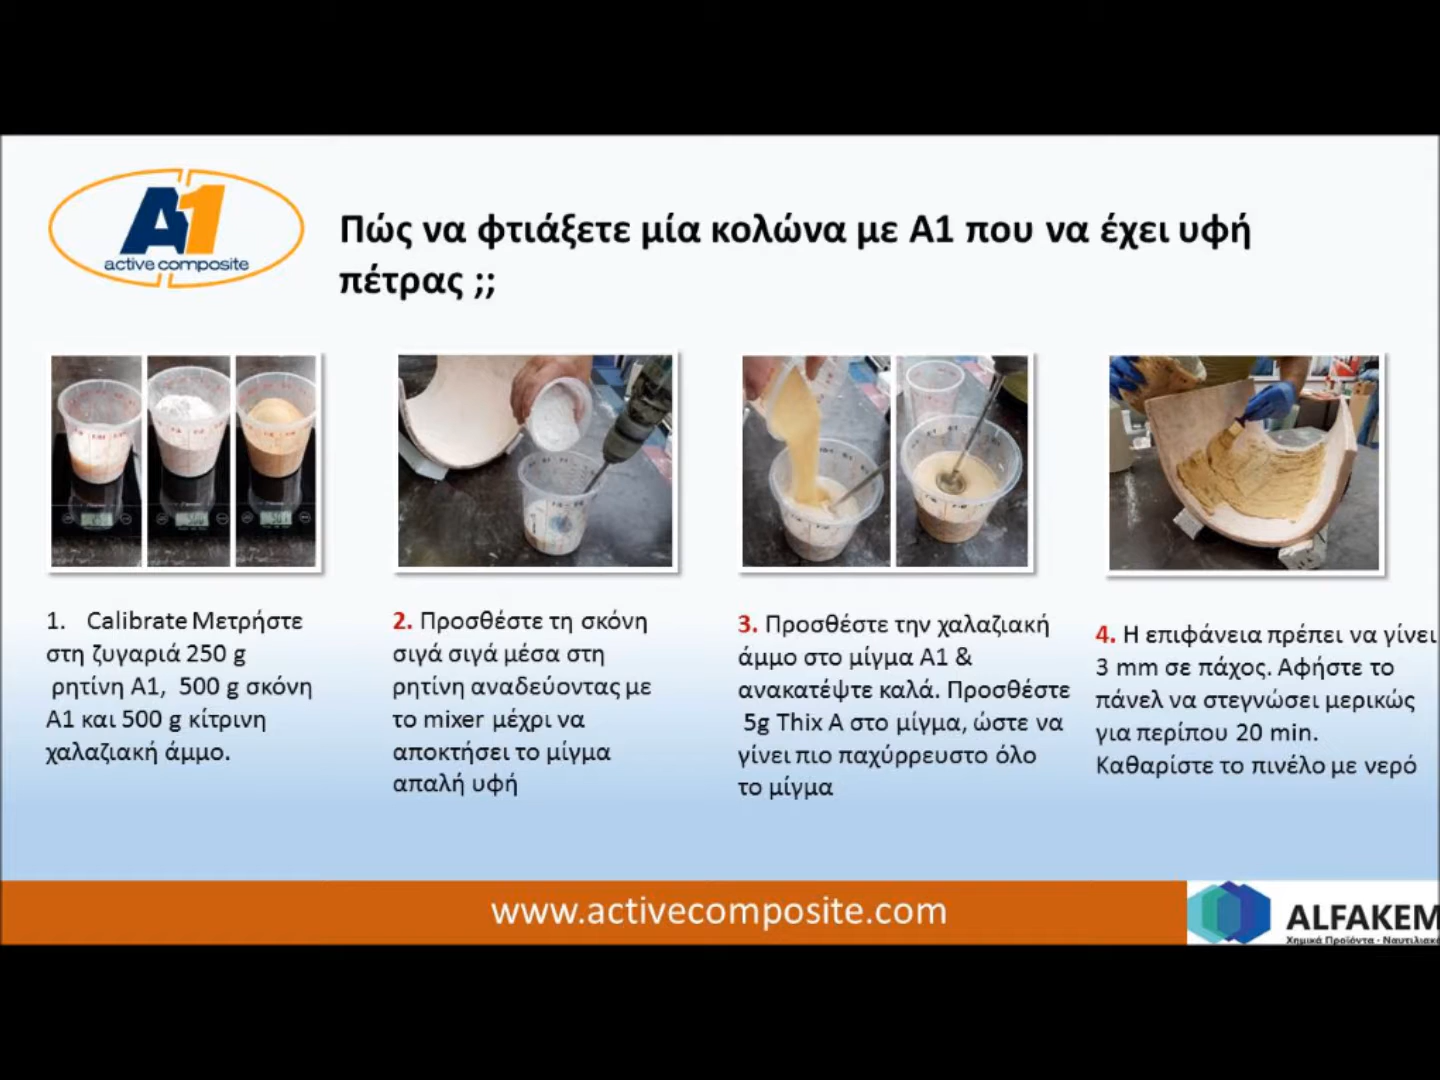 A1
active composite
Πώς να φτιάξετε μία κολώνα με A1 που να έχει υφή
πέτρας ;;
1. Calibrate Μετρήστε
στη ζυγαριά 250 g
ρητίνη A1, 500 g σκόνη
A1 και 500 g κίτρινη
χαλαζιακή άμμο.
2. Προσθέστε τη σκόνη
σιγά σιγά μέσα στη
ρητίνη αναδεύοντας με
το mixer μέχρι να
αποκτήσει το μίγμα
απαλή υφή
3. Προσθέστε την χαλαζιακή
άμμο στο μίγμα A1 &
ανακατέψτε καλά. Προσθέστε
5g Thix A στο μίγμα, ώστε να
γίνει πιο παχύρρευστο όλο
το μίγμα
4. Η επιφάνεια πρέπει να γίνει
3 mm σε πάχος. Αφήστε το
πάνελ να στεγνώσει μερικώς
για περίπου 20 min.
Καθαρίστε το πινέλο με νερό
www.activecomposite.com
ALFAKEM
Χημικά Προϊόντα · Ναυτιλιακά